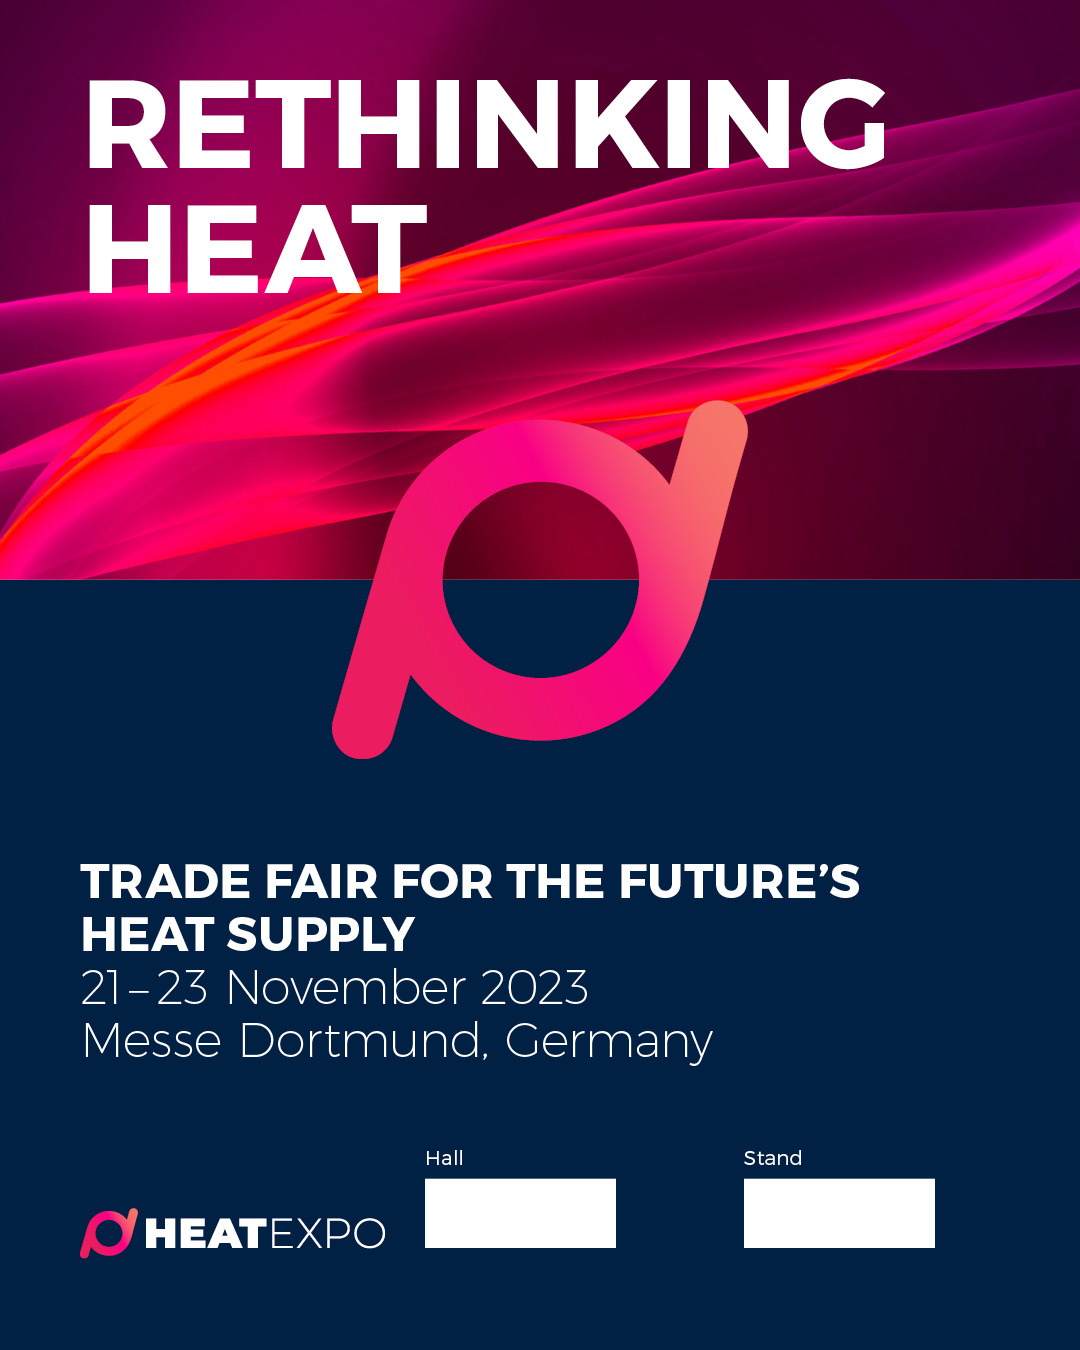 RETHINKING
HEAT
TRADE FAIR FOR THE FUTURE’S
HEAT SUPPLY
21–23 November 2023
Messe Dortmund, Germany
Hall
Stand
HEATEXPO